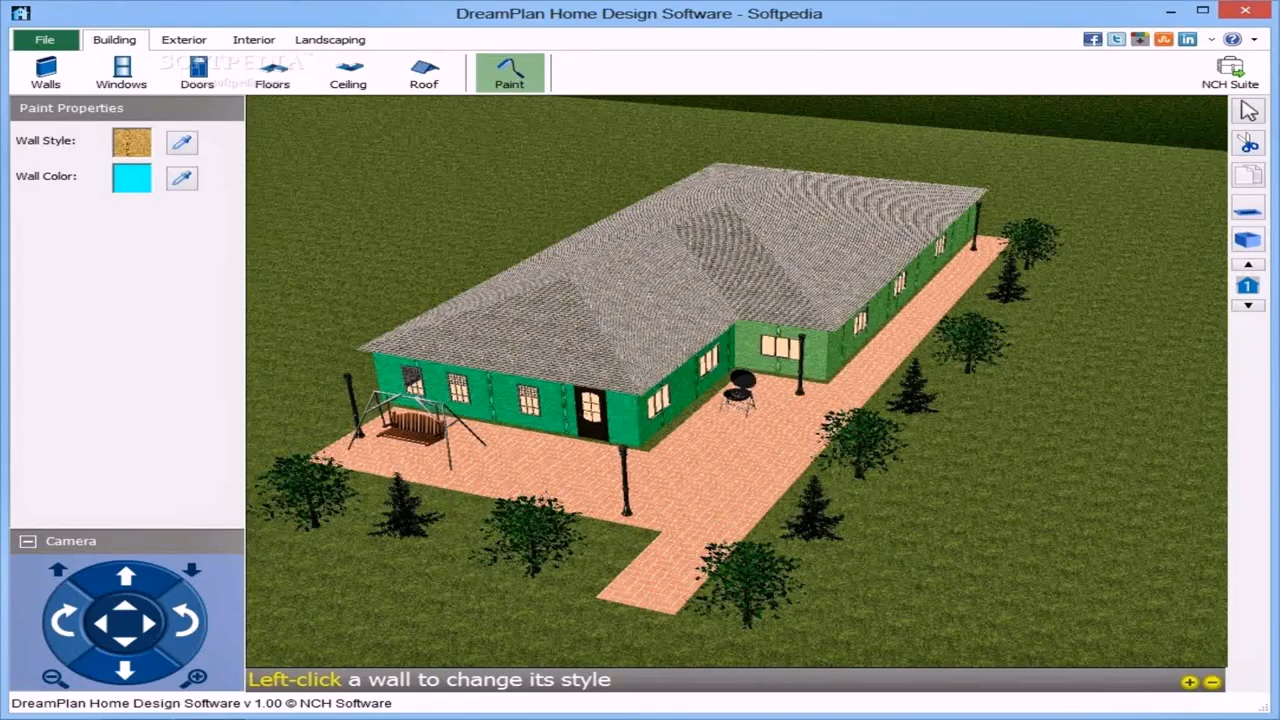 DreamPlan Home Design Software - Softpedia
File Building Exterior Interior Landscaping
SOFTPEDIA
Walls Windows Doors Floors Ceiling Roof Paint NCH Suite
Paint Properties
Wall Style:
Wall Color:
1
Camera
Left-click a wall to change its style
DreamPlan Home Design Software v 1.00 © NCH Software